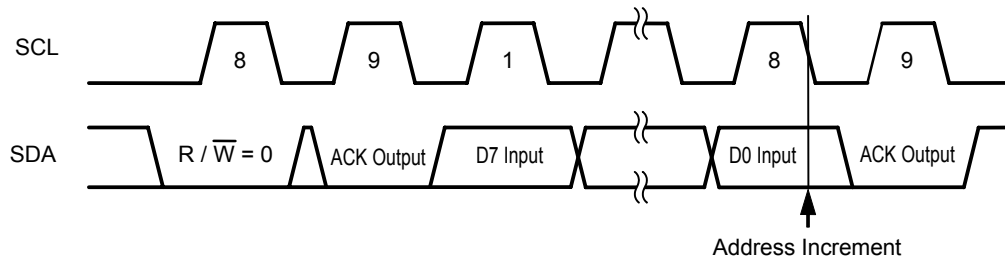 SCL 8 9 1 8 9
SDA R / W̅ = 0 ACK Output D7 Input D0 Input ACK Output
Address Increment